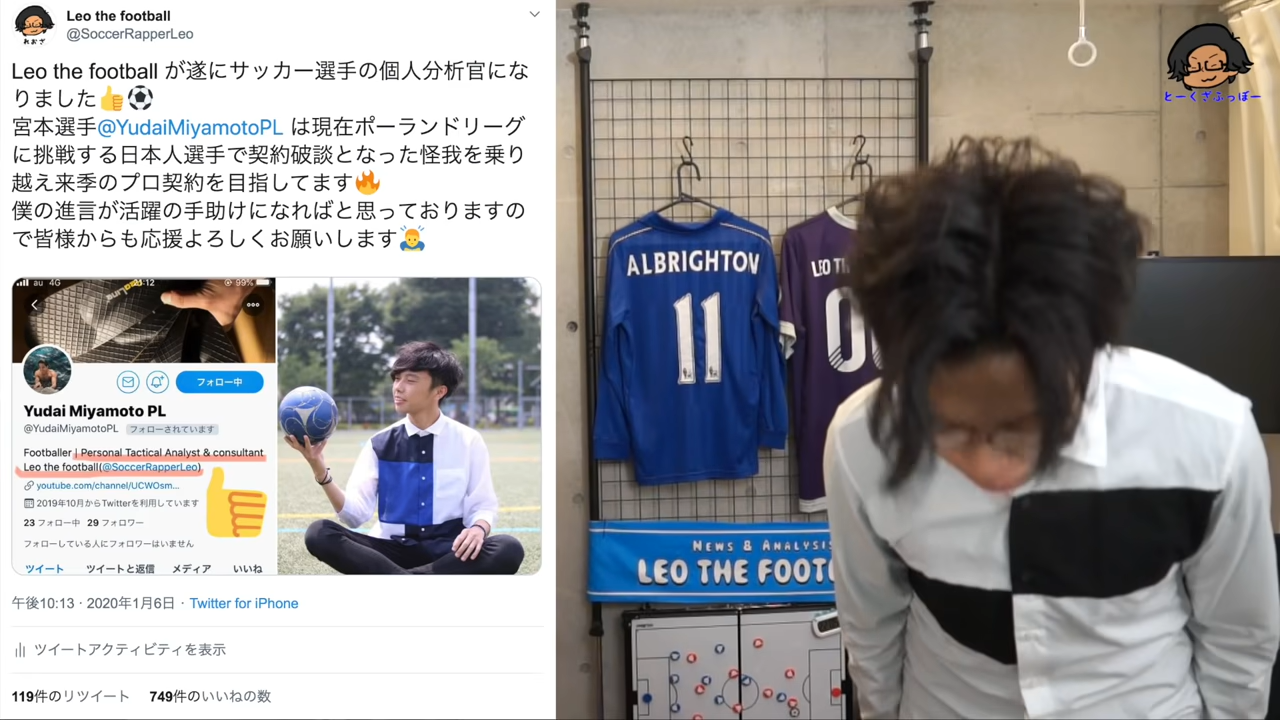 Leo the football
@SoccerRapperLeo
Leo the football が遂にサッカー選手の個人分析官にな
りました👍⚽
宮本選手@YudaiMiyamotoPL は現在ポーランドリーグ
に挑戦する日本人選手で契約破談となった怪我を乗り
越え来季のプロ契約を目指してます🔥
僕の進言が活躍の手助けになればと思っておりますの
で皆様からも応援よろしくお願いします🙇‍♂️
au 4G
99%
フォロー中
Yudai Miyamoto PL
@YudaiMiyamotoPL フォローされています
Footballer | Personal Tactical Analyst & consultant
Leo the football(@SoccerRapperLeo)
youtube.com/channel/UCWOsm...
2019年10月からTwitterを利用しています
23 フォロー中 29 フォロワー
フォローしている人にフォロワーはいません
ツイート ツイートと返信 メディア いいね
午後10:13 · 2020年1月6日 · Twitter for iPhone
ツイートアクティビティを表示
119件のリツイート 749件のいいねの数
ALBRIGHTON
11
LEO
0
NEWS & ANALYSIS
LEO THE FOOT
とーくざふっぼー
れおざ